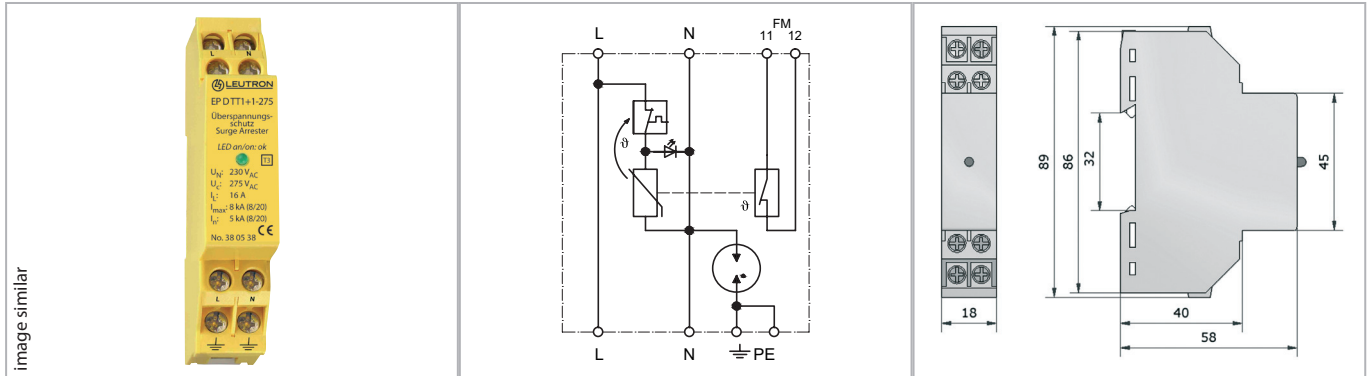 image similar
L N
LEUTRON
EP D TT1+1-275
Überspannungs-
schutz
Surge Arrester
LED an/on: ok
T3
UN: 230 VAC
Uc: 275 VAC
IL: 16 A
Imax: 8 kA (8/20)
In: 5 kA (8/20)
CE
No. 38 05 38
L N
FM
L N 11 12
ϑ
ϑ
L N PE
89
86
32
45
18
40
58